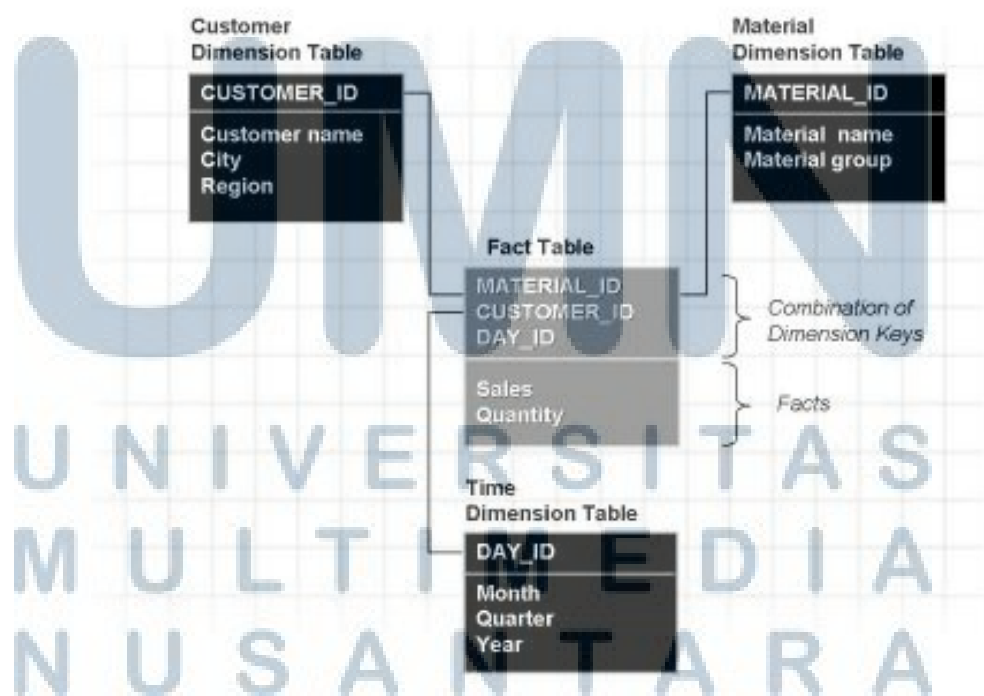 Customer
Dimension Table
CUSTOMER_ID
Customer name
City
Region
Material
Dimension Table
MATERIAL_ID
Material name
Material group
Fact Table
MATERIAL_ID
CUSTOMER_ID
DAY_ID
Combination of
Dimension Keys
Sales
Quantity
Facts
Time
Dimension Table
DAY_ID
Month
Quarter
Year
UMN
UNIVERSITAS
MULTIMEDIA
NUSANTARA